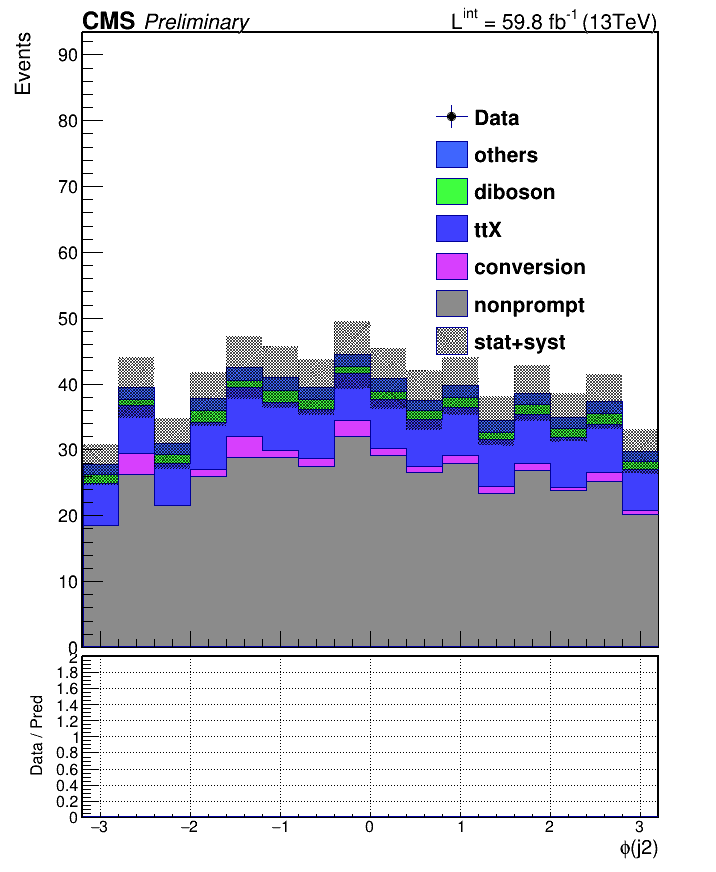 CMS Preliminary L^int = 59.8 fb^-1 (13TeV)
Events
90
80
70
60
50
40
30
20
10
0
Data
others
diboson
ttX
conversion
nonprompt
stat+syst
Data / Pred
2
1.8
1.6
1.4
1.2
1
0.8
0.6
0.4
0.2
0
−3 −2 −1 0 1 2 3
ϕ(j2)